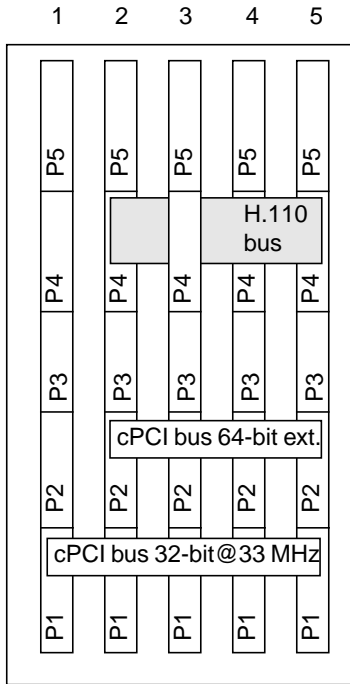 1 2 3 4 5
P5 P5 P5 P5 P5
H.110
bus
P4 P4 P4 P4 P4
P3 P3 P3 P3 P3
cPCI bus 64-bit ext.
P2 P2 P2 P2 P2
cPCI bus 32-bit@33 MHz
P1 P1 P1 P1 P1